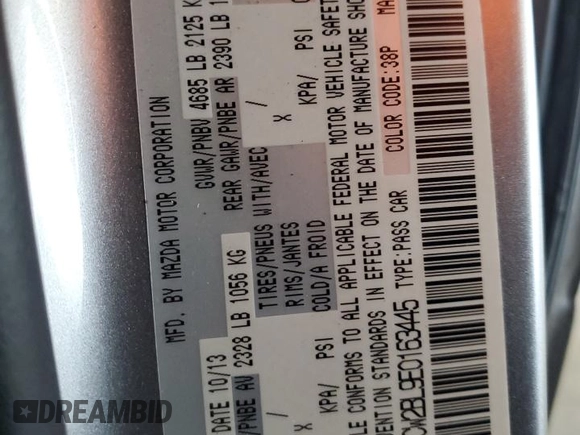 MFD. BY MAZDA MOTOR CORPORATION
DATE 10/13 GVWR/PNBV 4685 LB 2125 K
/PNBE AV 2328 LB 1056 KG REAR GAWR/PNBE AR 2390 LB 1
TIRES/PNEUS WITH/AVEC /
RIMS/JANTES X
COLD/A FROID KPA/ PSI
KPA/ PSI
LE CONFORMS TO ALL APPLICABLE FEDERAL MOTOR VEHICLE SAFET
ENTION STANDARDS IN EFFECT ON THE DATE OF MANUFACTURE SHO
CW2BL9E0163445 TYPE:PASS CAR COLOR CODE:38P MA
DREAMBID